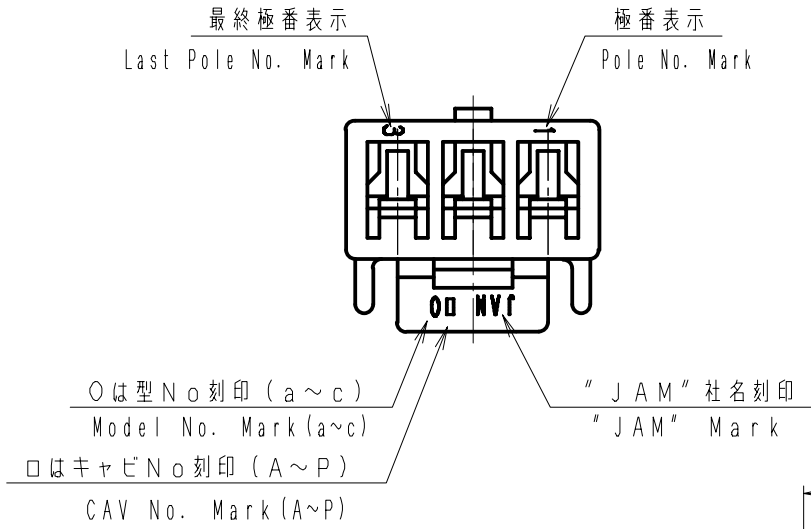 最終極番表示
Last Pole No. Mark
極番表示
Pole No. Mark
3
1
○□ JAM
○は型No刻印(a~c)
Model No. Mark(a~c)
"JAM"社名刻印
"JAM" Mark
□はキャビNo刻印(A~P)
CAV No. Mark(A~P)